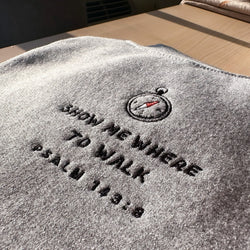 SHOW ME WHERE
TO WALK
PSALM 143:8